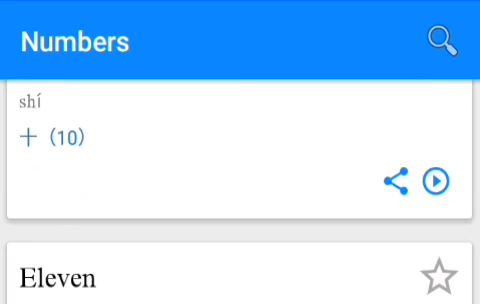 Numbers
shí
十 (10)
Eleven